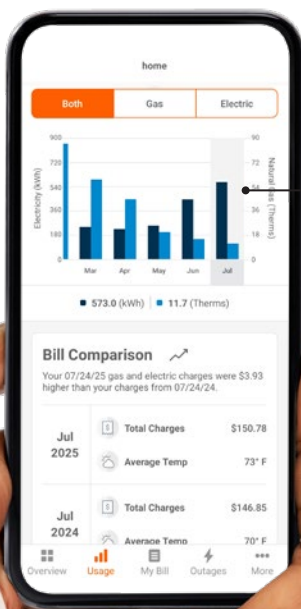 home
Both Gas Electric
900 90
720 72
540 54
360 36
180 18
0 0
Electricity (kWh)
Natural Gas (Therms)
Mar Apr May Jun Jul
573.0 (kWh) 11.7 (Therms)
Bill Comparison
Your 07/24/25 gas and electric charges were $3.93
higher than your charges from 07/24/24.
Jul
2025
$ Total Charges $150.78
Average Temp 73° F
Jul
2024
$ Total Charges $146.85
Average Temp 70° F
Overview Usage My Bill Outages More